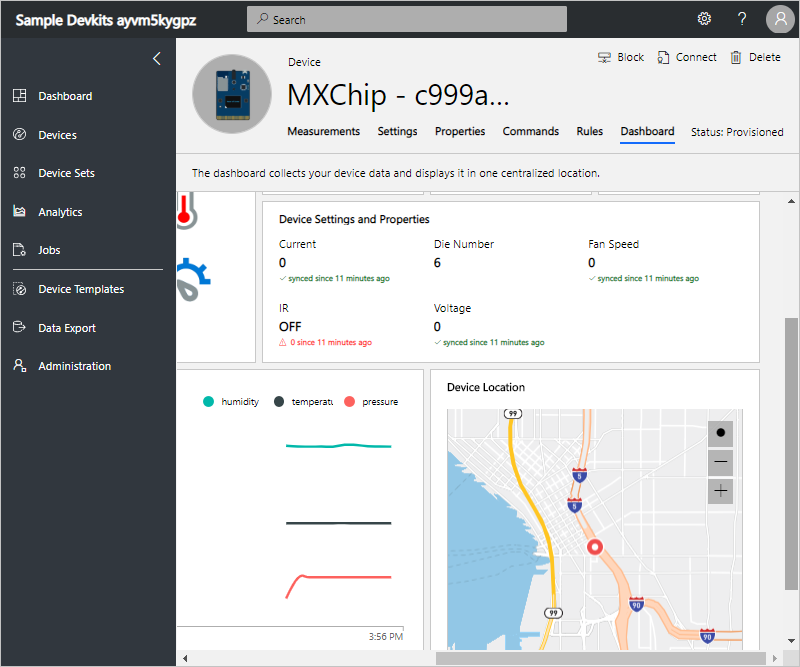 Sample Devkits ayvm5kygpz
Search
?
Dashboard
Devices
Device Sets
Analytics
Jobs
Device Templates
Data Export
Administration
Device
MXChip - c999a...
Block
Connect
Delete
Measurements
Settings
Properties
Commands
Rules
Dashboard
Status: Provisioned
The dashboard collects your device data and displays it in one centralized location.
Device Settings and Properties
Current
Die Number
Fan Speed
0
6
0
synced since 11 minutes ago
synced since 11 minutes ago
IR
Voltage
OFF
0
0 since 11 minutes ago
synced since 11 minutes ago
humidity
temperatu
pressure
3:56 PM
Device Location
99
5
5
90
99
90